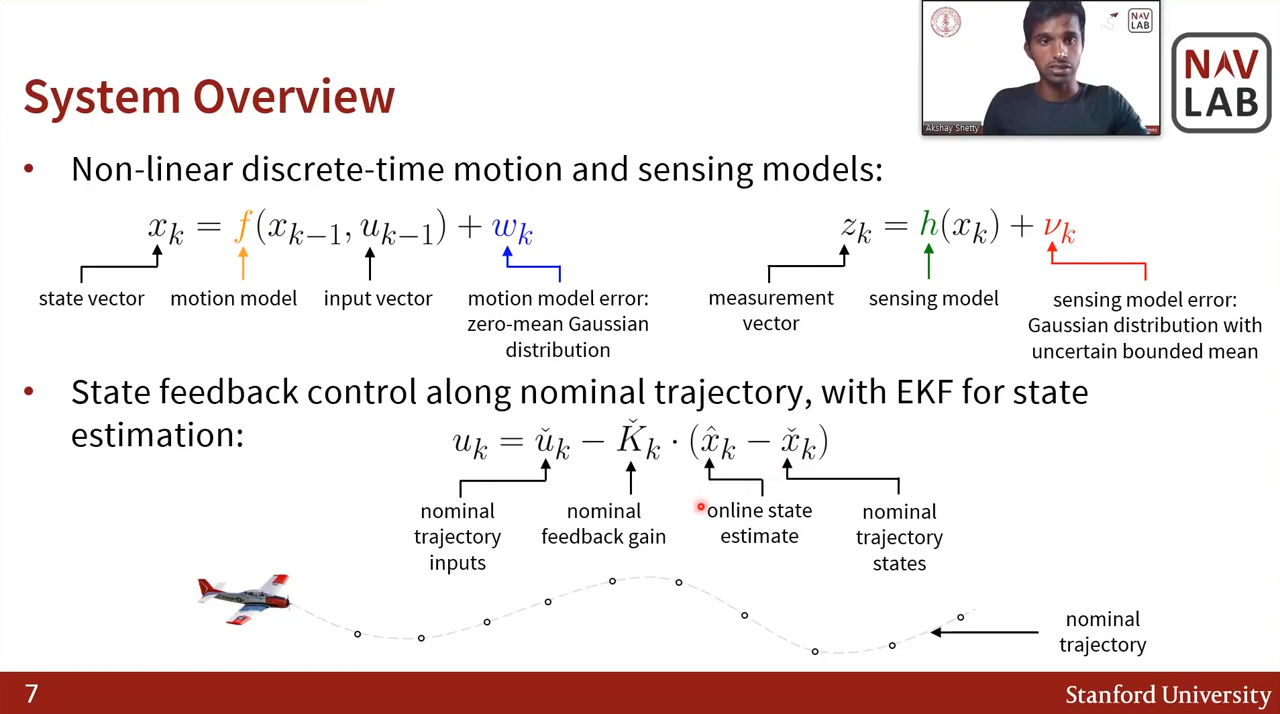 NAV
LAB
Akshay Shetty
NAV
LAB
System Overview
• Non-linear discrete-time motion and sensing models:
x_k = f(x_{k−1}, u_{k−1}) + w_k
z_k = h(x_k) + ν_k
state vector
motion model
input vector
motion model error:
zero-mean Gaussian
distribution
measurement
vector
sensing model
sensing model error:
Gaussian distribution with
uncertain bounded mean
• State feedback control along nominal trajectory, with EKF for state
estimation:
u_k = ǔ_k − Ǩ_k · (x̂_k − x̌_k)
nominal
trajectory
inputs
nominal
feedback gain
online state
estimate
nominal
trajectory
states
nominal
trajectory
7
Stanford University